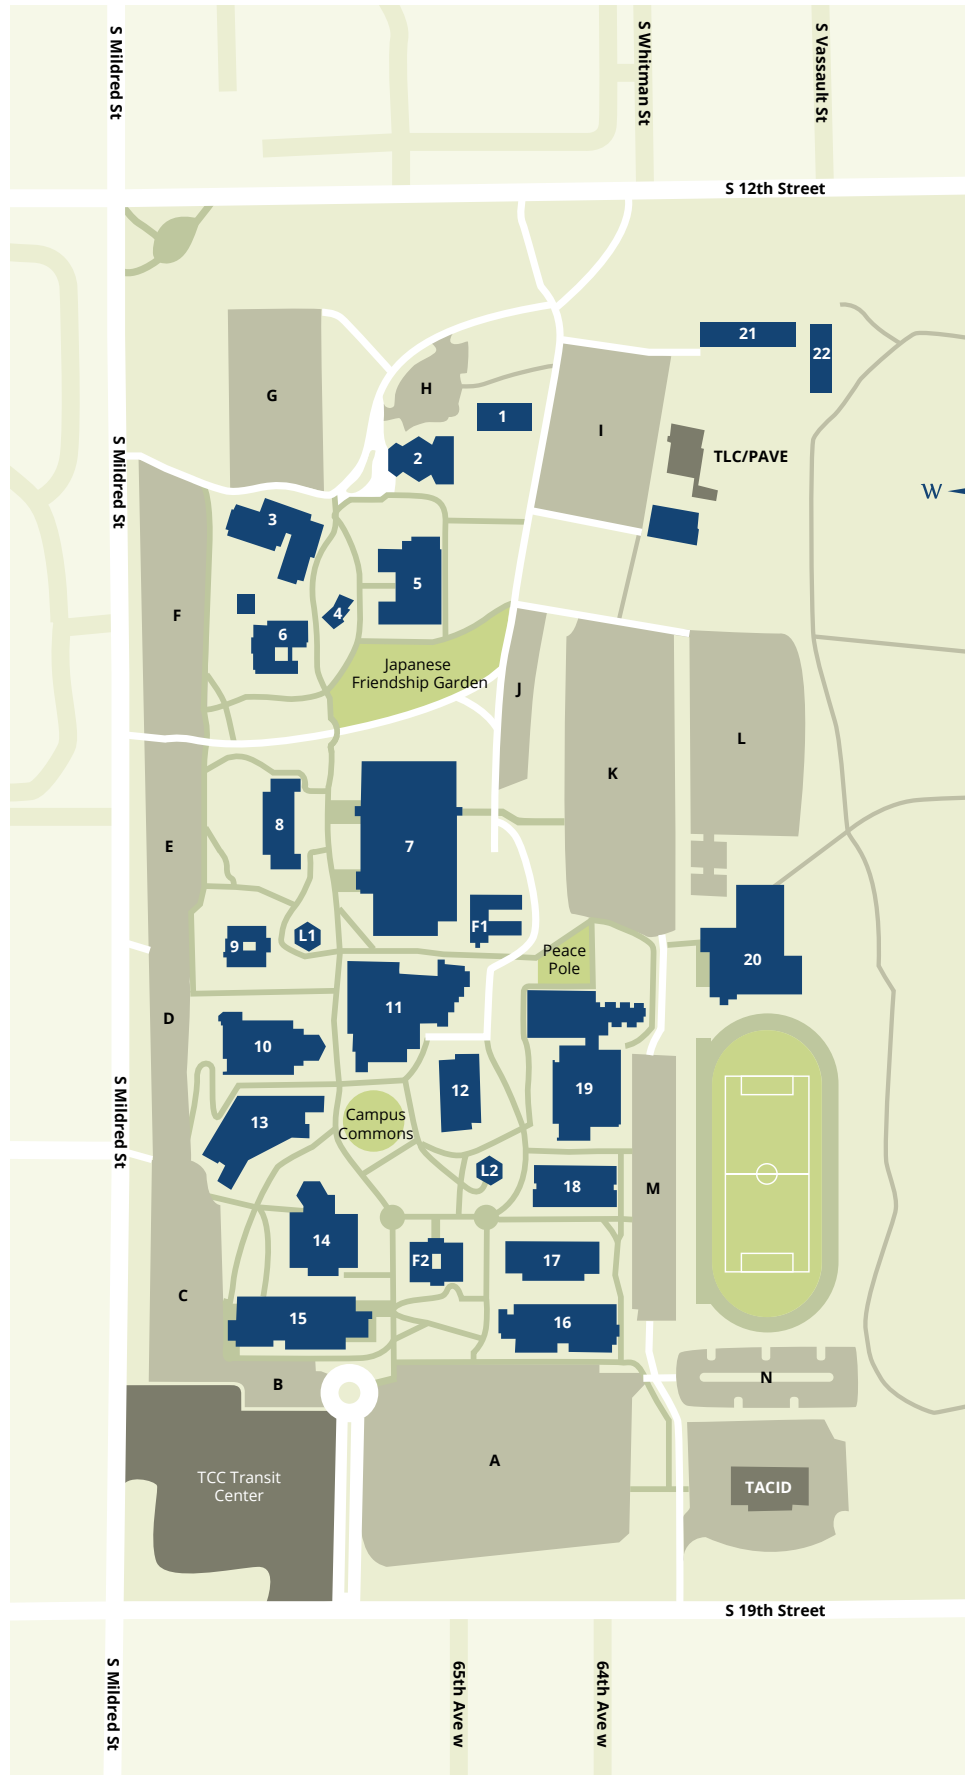 S Mildred St
S Whitman St
S Vassault St
S 12th Street
21
22
G
H
1
I
TLC/PAVE
2
S Mildred St
W
3
5
4
F
6
Japanese
Friendship Garden
J
L
K
8
7
E
F1
L1
9
Peace
Pole
20
11
D
10
12
19
Campus
Commons
13
S Mildred St
L2
18
M
14
F2
17
C
15
16
B
N
A
TCC Transit
Center
TACID
S 19th Street
S Mildred St
65th Ave w
64th Ave w